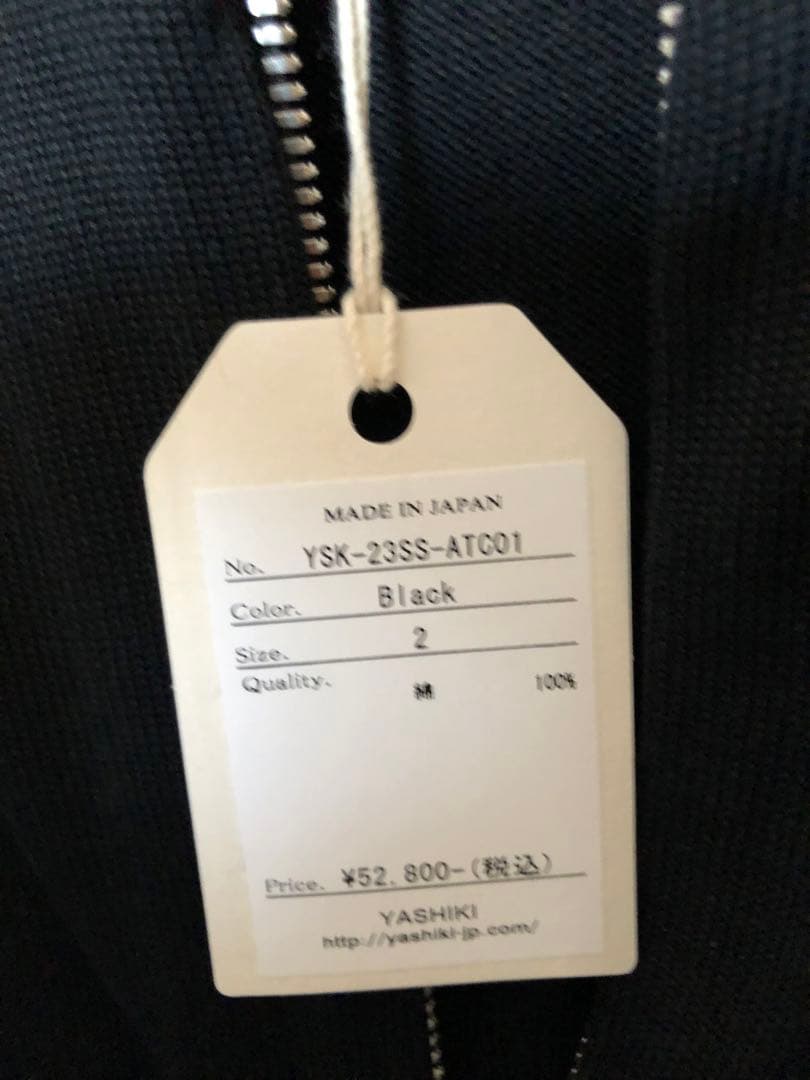 MADE IN JAPAN
No. YSK-23SS-ATC01
Color. Black
Size. 2
Quality. 綿 100%
Price. ¥52.800-(税込)
YASHIKI
http://yashiki-jp.com/